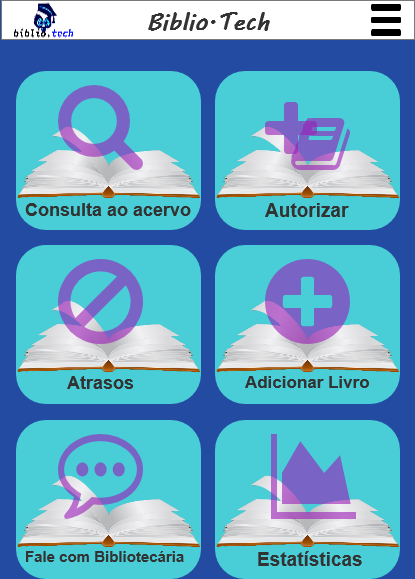 biblio.tech
Biblio·Tech
Consulta ao acervo
Autorizar
Atrasos
Adicionar Livro
Fale com Bibliotecária
Estatísticas